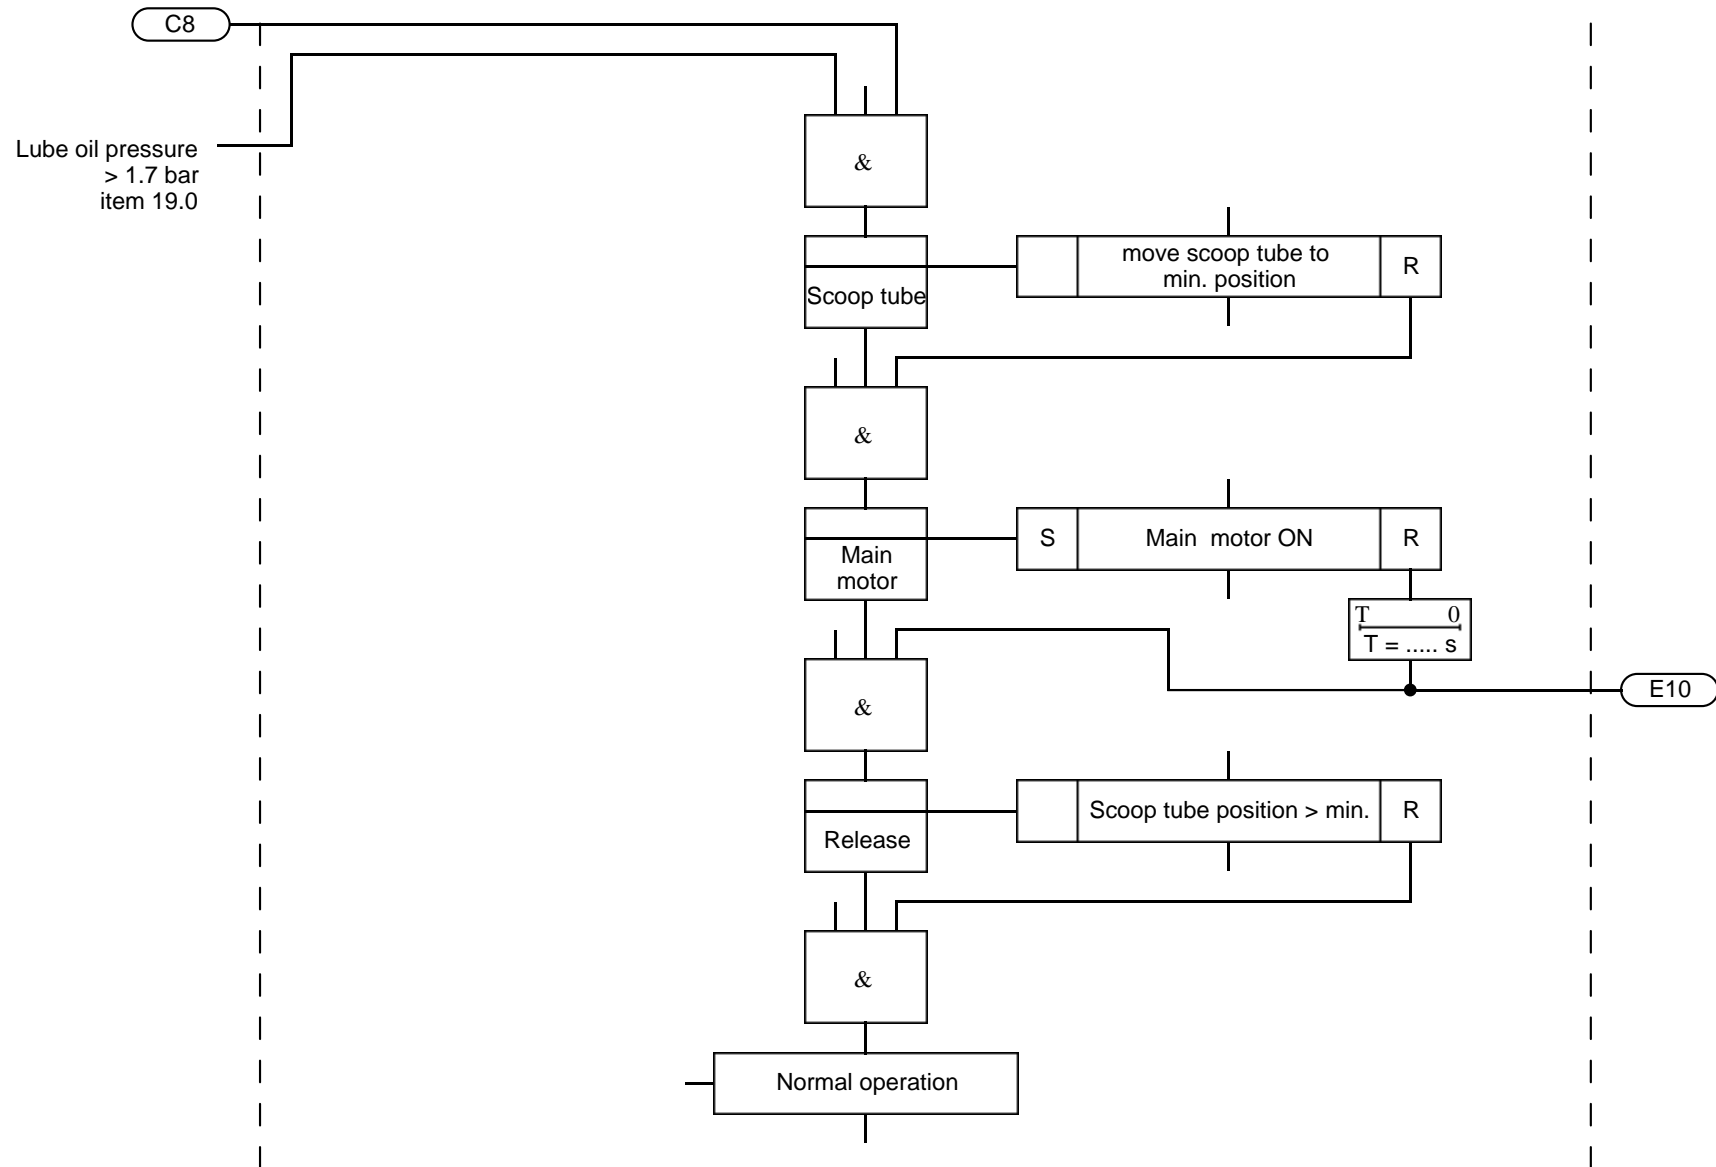 C8
Lube oil pressure
> 1.7 bar
item 19.0
&
move scoop tube to
min. position
R
Scoop tube
&
S
Main motor ON
R
Main
motor
T 0
T = ..... s
E10
&
Scoop tube position > min.
R
Release
&
Normal operation